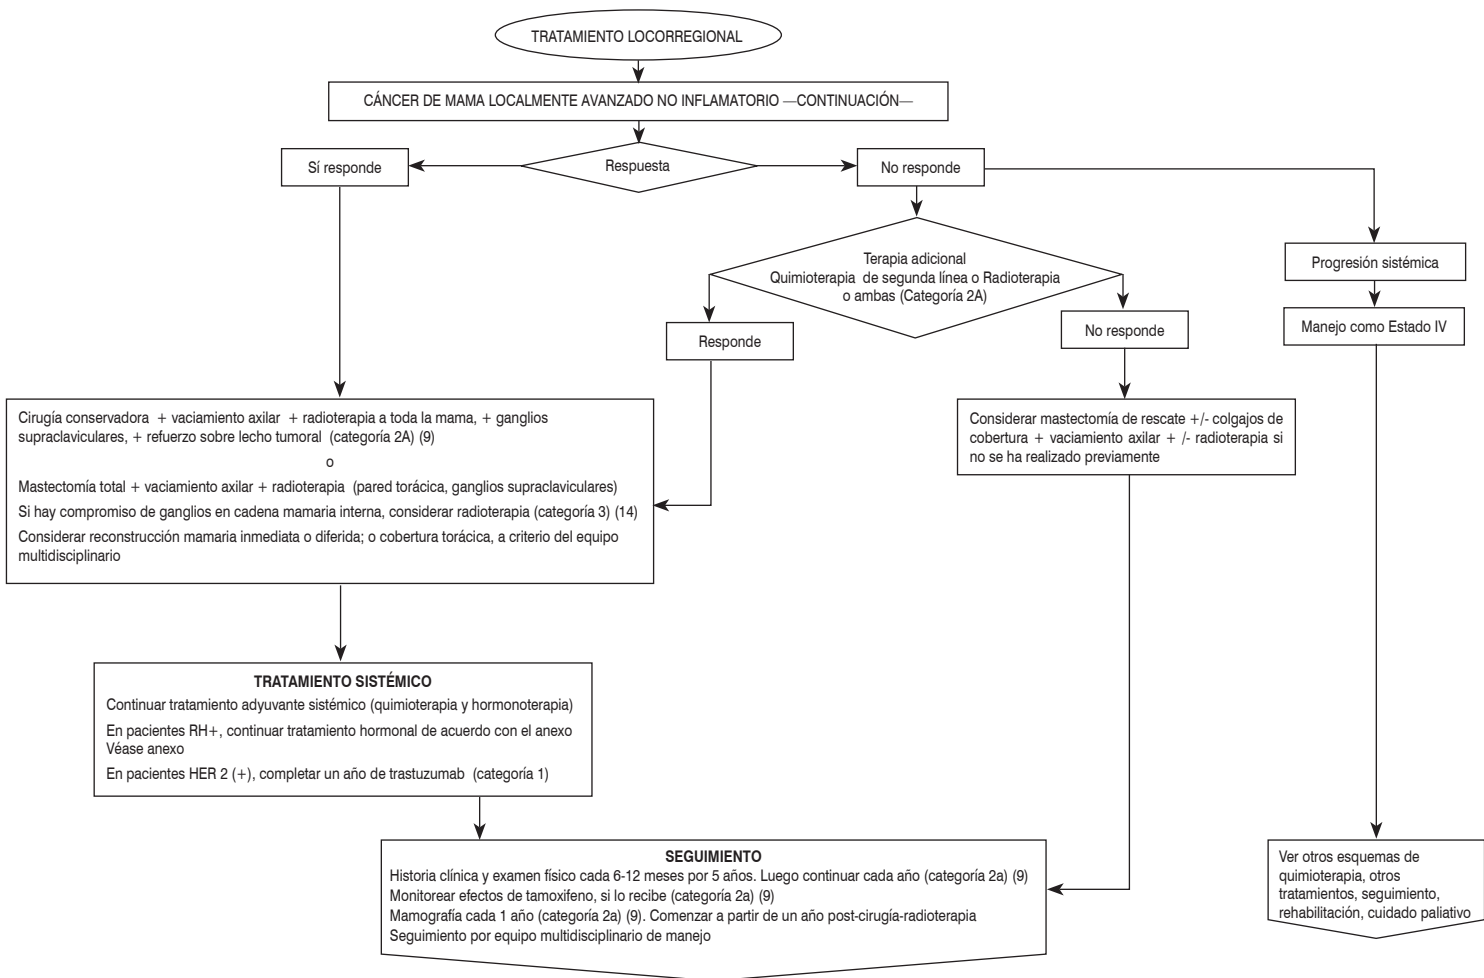 TRATAMIENTO LOCORREGIONAL
CÁNCER DE MAMA LOCALMENTE AVANZADO NO INFLAMATORIO —CONTINUACIÓN—
Sí responde
Respuesta
No responde
Terapia adicional
Quimioterapia de segunda línea o Radioterapia
o ambas (Categoría 2A)
Progresión sistémica
Responde
No responde
Manejo como Estado IV
Cirugía conservadora + vaciamiento axilar + radioterapia a toda la mama, + ganglios
supraclaviculares, + refuerzo sobre lecho tumoral (categoría 2A) (9)
o
Mastectomía total + vaciamiento axilar + radioterapia (pared torácica, ganglios supraclaviculares)
Si hay compromiso de ganglios en cadena mamaria interna, considerar radioterapia (categoría 3) (14)
Considerar reconstrucción mamaria inmediata o diferida; o cobertura torácica, a criterio del equipo
multidisciplinario
Considerar mastectomía de rescate +/- colgajos de
cobertura + vaciamiento axilar + /- radioterapia si
no se ha realizado previamente
TRATAMIENTO SISTÉMICO
Continuar tratamiento adyuvante sistémico (quimioterapia y hormonoterapia)
En pacientes RH+, continuar tratamiento hormonal de acuerdo con el anexo
Véase anexo
En pacientes HER 2 (+), completar un año de trastuzumab (categoría 1)
SEGUIMIENTO
Historia clínica y examen físico cada 6-12 meses por 5 años. Luego continuar cada año (categoría 2a) (9)
Monitorear efectos de tamoxifeno, si lo recibe (categoría 2a) (9)
Mamografía cada 1 año (categoría 2a) (9). Comenzar a partir de un año post-cirugía-radioterapia
Seguimiento por equipo multidisciplinario de manejo
Ver otros esquemas de
quimioterapia, otros
tratamientos, seguimiento,
rehabilitación, cuidado paliativo